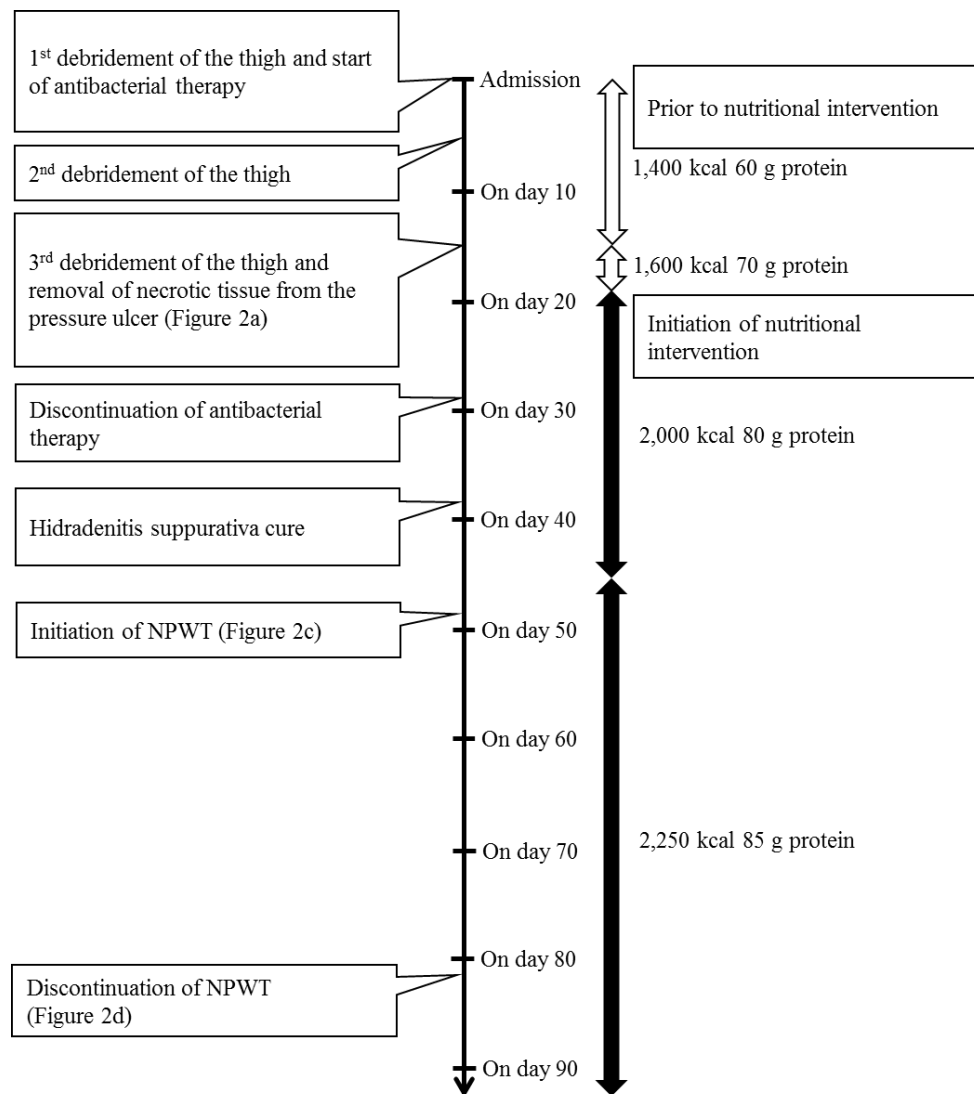 1st debridement of the thigh and start
of antibacterial therapy
2nd debridement of the thigh
3rd debridement of the thigh and
removal of necrotic tissue from the
pressure ulcer (Figure 2a)
Discontinuation of antibacterial
therapy
Hidradenitis suppurativa cure
Initiation of NPWT (Figure 2c)
Discontinuation of NPWT
(Figure 2d)
Admission
On day 10
On day 20
On day 30
On day 40
On day 50
On day 60
On day 70
On day 80
On day 90
Prior to nutritional intervention
1,400 kcal 60 g protein
1,600 kcal 70 g protein
Initiation of nutritional
intervention
2,000 kcal 80 g protein
2,250 kcal 85 g protein